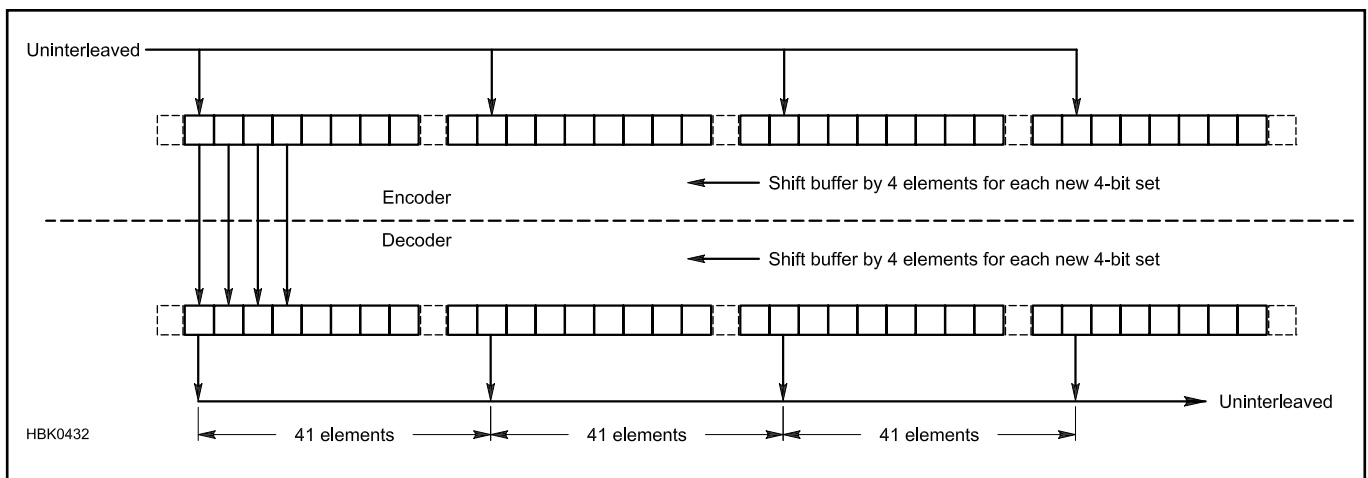 Uninterleaved
Shift buffer by 4 elements for each new 4-bit set
Encoder
Decoder
Shift buffer by 4 elements for each new 4-bit set
Uninterleaved
HBK0432
41 elements
41 elements
41 elements